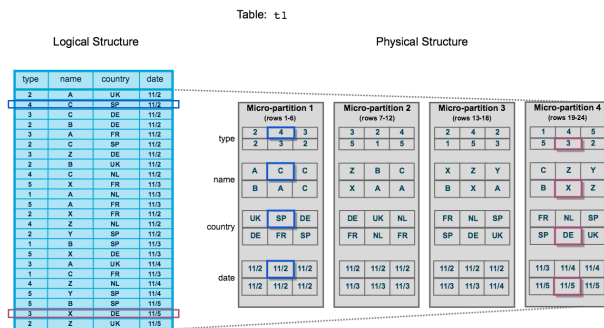 Table: t1
Logical Structure
Physical Structure
type name country date
2 A UK 11/2
4 C SP 11/2
3 C DE 11/2
2 B DE 11/2
3 A FR 11/2
2 C SP 11/2
3 Z DE 11/2
2 B UK 11/2
4 C NL 11/2
5 X FR 11/3
1 A NL 11/3
5 A FR 11/3
2 X FR 11/2
4 Z NL 11/2
2 Y SP 11/2
1 B SP 11/3
5 X DE 11/3
3 A UK 11/4
1 C FR 11/3
4 Z NL 11/4
5 Y SP 11/4
5 B SP 11/5
3 X DE 11/5
2 Z UK 11/5
Micro-partition 1 Micro-partition 2 Micro-partition 3 Micro-partition 4
(rows 1-6) (rows 7-12) (rows 13-18) (rows 19-24)
type
2 4 3 3 2 4 2 4 2 1 4 5
2 3 2 5 1 5 1 5 3 5 3 2
name
A C C Z B C X Z Y C Z Y
B A C X A A B X A B X Z
country
UK SP DE DE UK NL FR NL SP FR NL SP
DE FR SP FR NL FR SP DE UK SP DE UK
date
11/2 11/2 11/2 11/2 11/2 11/2 11/2 11/2 11/2 11/3 11/4 11/4
11/2 11/2 11/2 11/3 11/3 11/3 11/3 11/3 11/4 11/5 11/5 11/5